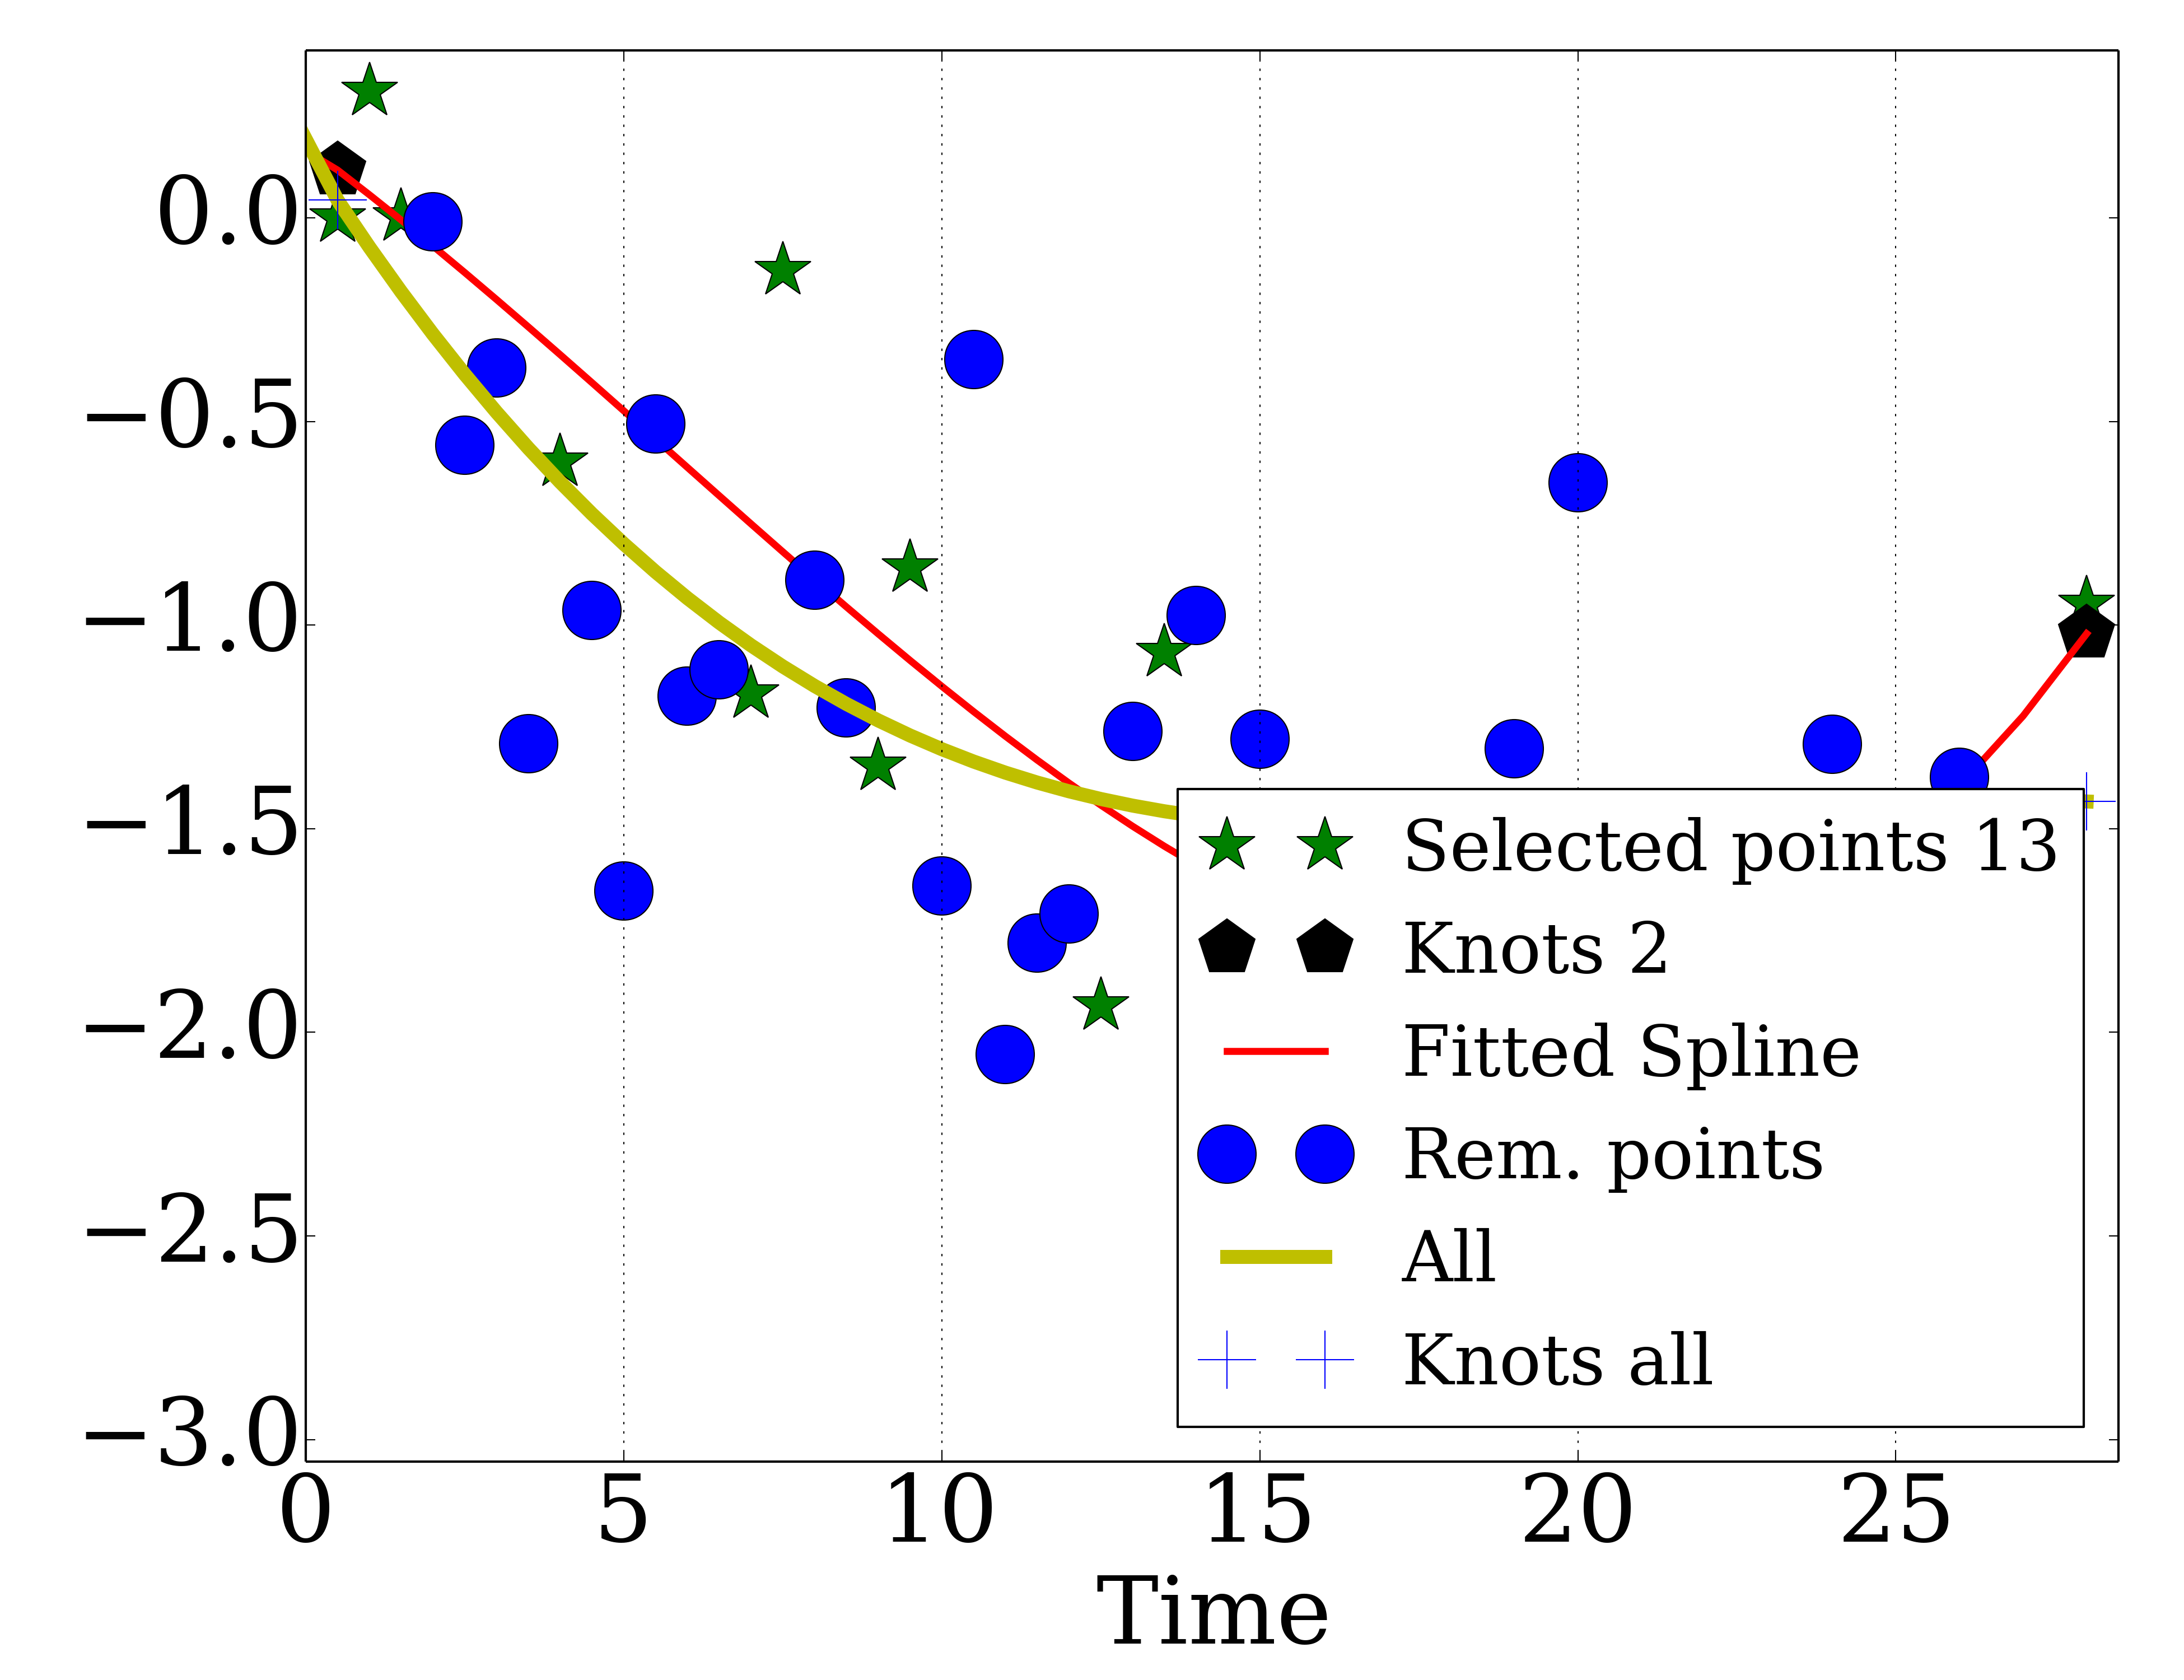 0.0
−0.5
−1.0
−1.5
−2.0
−2.5
−3.0
0 5 10 15 20 25
Time
Selected points 13
Knots 2
Fitted Spline
Rem. points
All
Knots all